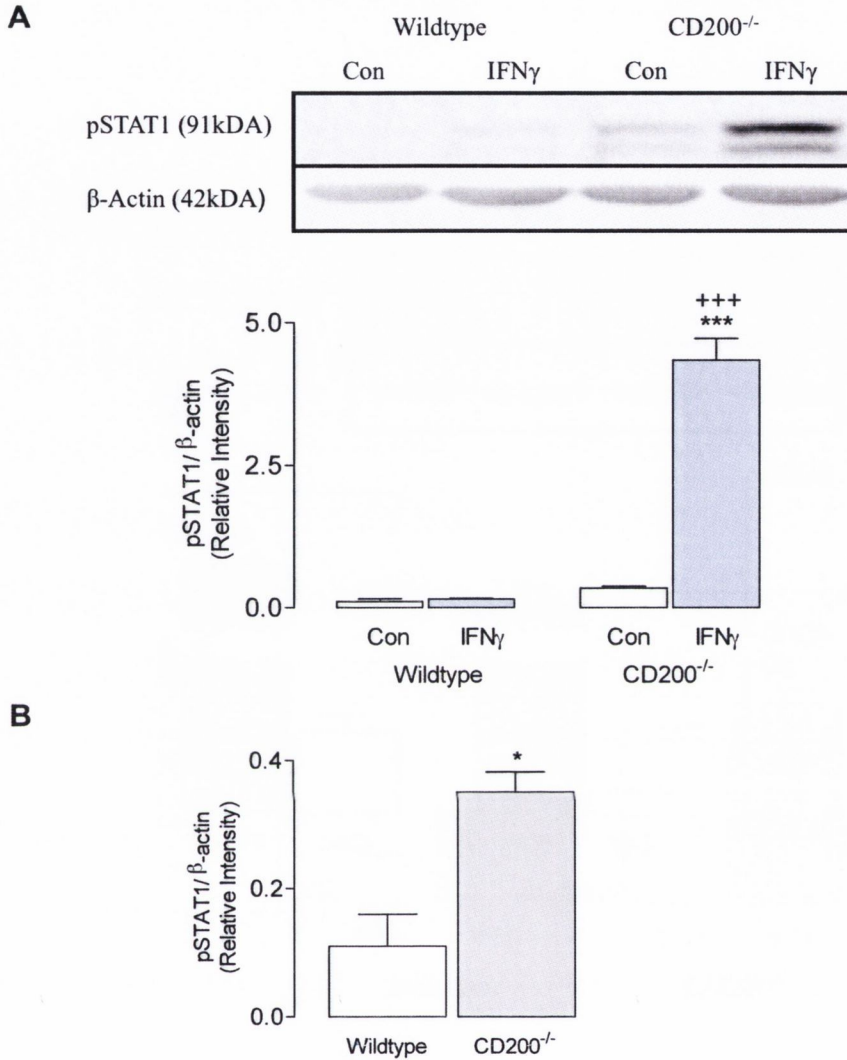 A
Wildtype CD200-/-
Con IFNγ Con IFNγ
pSTAT1 (91kDA)
β-Actin (42kDA)
+++
***
5.0
2.5
0.0
pSTAT1/β-actin
(Relative Intensity)
Con IFNγ Con IFNγ
Wildtype CD200-/-
B
*
0.4
0.2
0.0
pSTAT1/β-actin
(Relative Intensity)
Wildtype CD200-/-